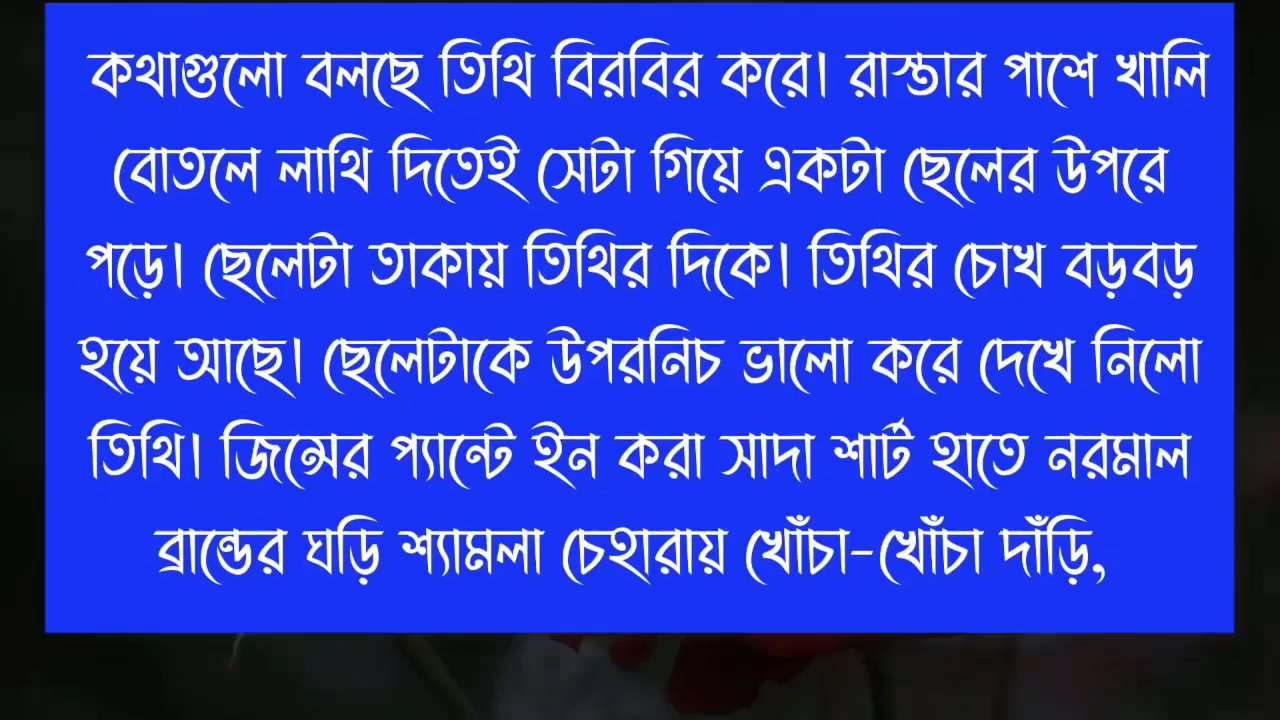 কথাগুলো বলছে তিথি বিরবির করে। রাস্তার পাশে খালি
বোতলে লাথি দিতেই সেটা গিয়ে একটা ছেলের উপরে
পড়ে। ছেলেটা তাকায় তিথির দিকে। তিথির চোখ বড়বড়
হয়ে আছে। ছেলেটাকে উপরনিচ ভালো করে দেখে নিলো
তিথি। জিন্সের প্যান্টে ইন করা সাদা শার্ট হাতে নরমাল
ব্রান্ডের ঘড়ি শ্যামলা চেহারায় খোঁচা-খোঁচা দাঁড়ি,